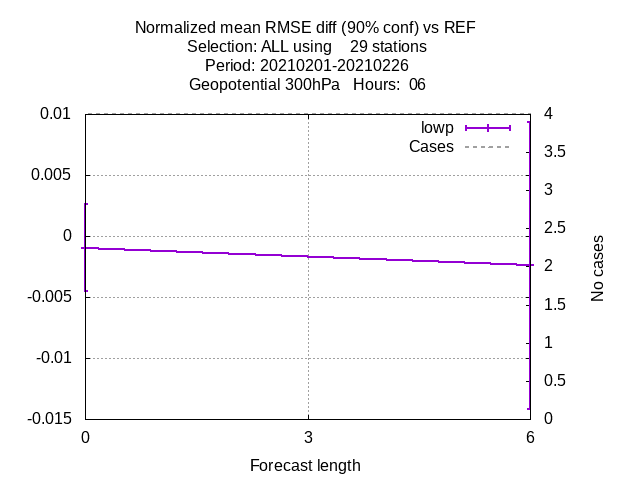 Normalized mean RMSE diff (90% conf) vs REF
Selection: ALL using    29 stations
Period: 20210201-20210226
Geopotential 300hPa   Hours:  06
0.01
0.005
0
-0.005
-0.01
-0.015
lowp
Cases
4
3.5
3
2.5
2
1.5
1
0.5
0
No cases
0 3 6
Forecast length